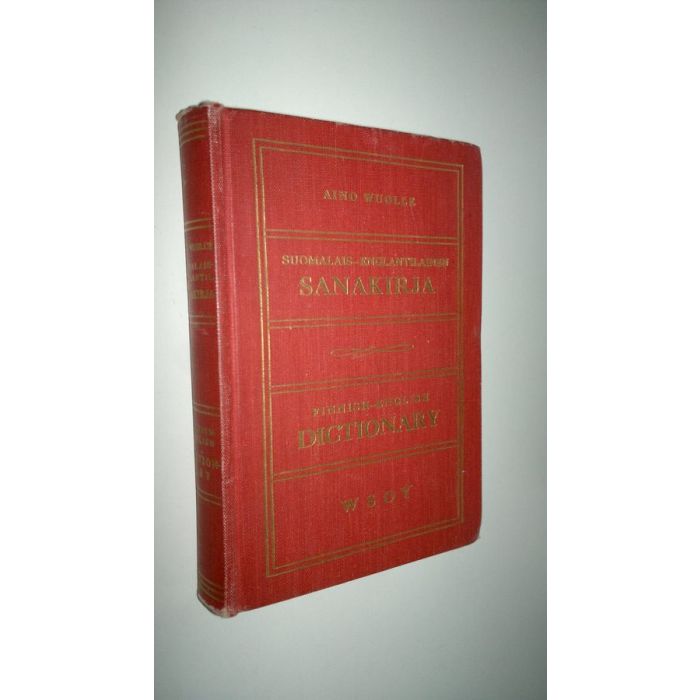 AINO WUOLLE
SUOMALAIS-ENGLANTILAINEN
SANAKIRJA
FINNISH-ENGLISH
DICTIONARY
WSOY